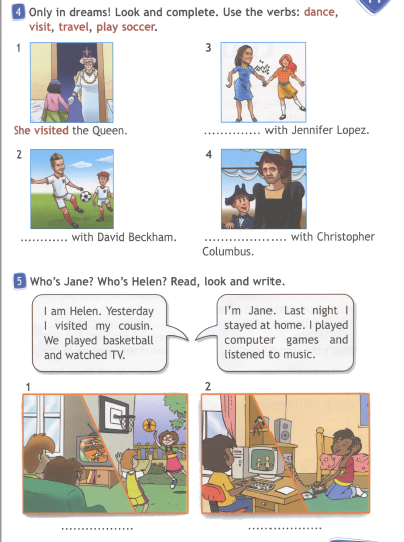 4 Only in dreams! Look and complete. Use the verbs: dance,
visit, travel, play soccer.
1
She visited the Queen.
3
............. with Jennifer Lopez.
2
............ with David Beckham.
4
.................... with Christopher
Columbus.
5 Who's Jane? Who's Helen? Read, look and write.
I am Helen. Yesterday
I visited my cousin.
We played basketball
and watched TV.
I'm Jane. Last night I
stayed at home. I played
computer games and
listened to music.
1
2
.................
.................